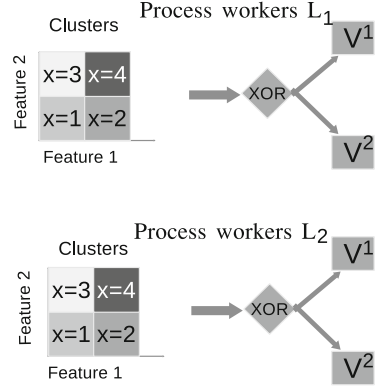 Process workers L1
Clusters
V1
Feature 2
x=3 x=4
XOR
x=1 x=2
V2
Feature 1
Process workers L2
Clusters
V1
Feature 2
x=3 x=4
XOR
x=1 x=2
V2
Feature 1